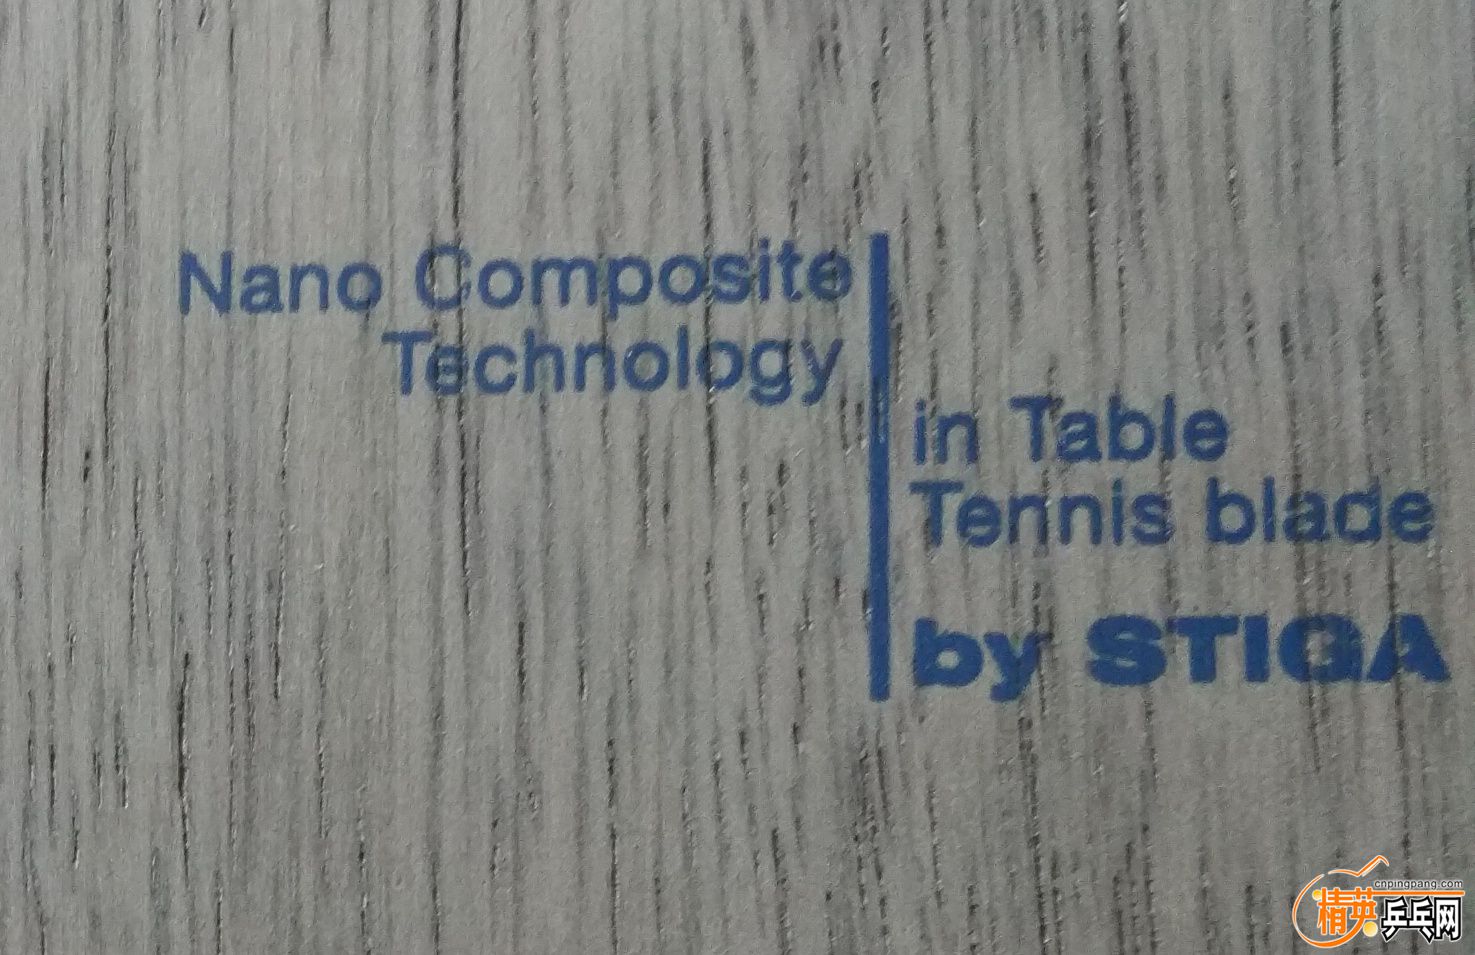 Nano Composite
Technology
in Table
Tennis blade
by STIGA
cnpingpang.com
精英乒乓网